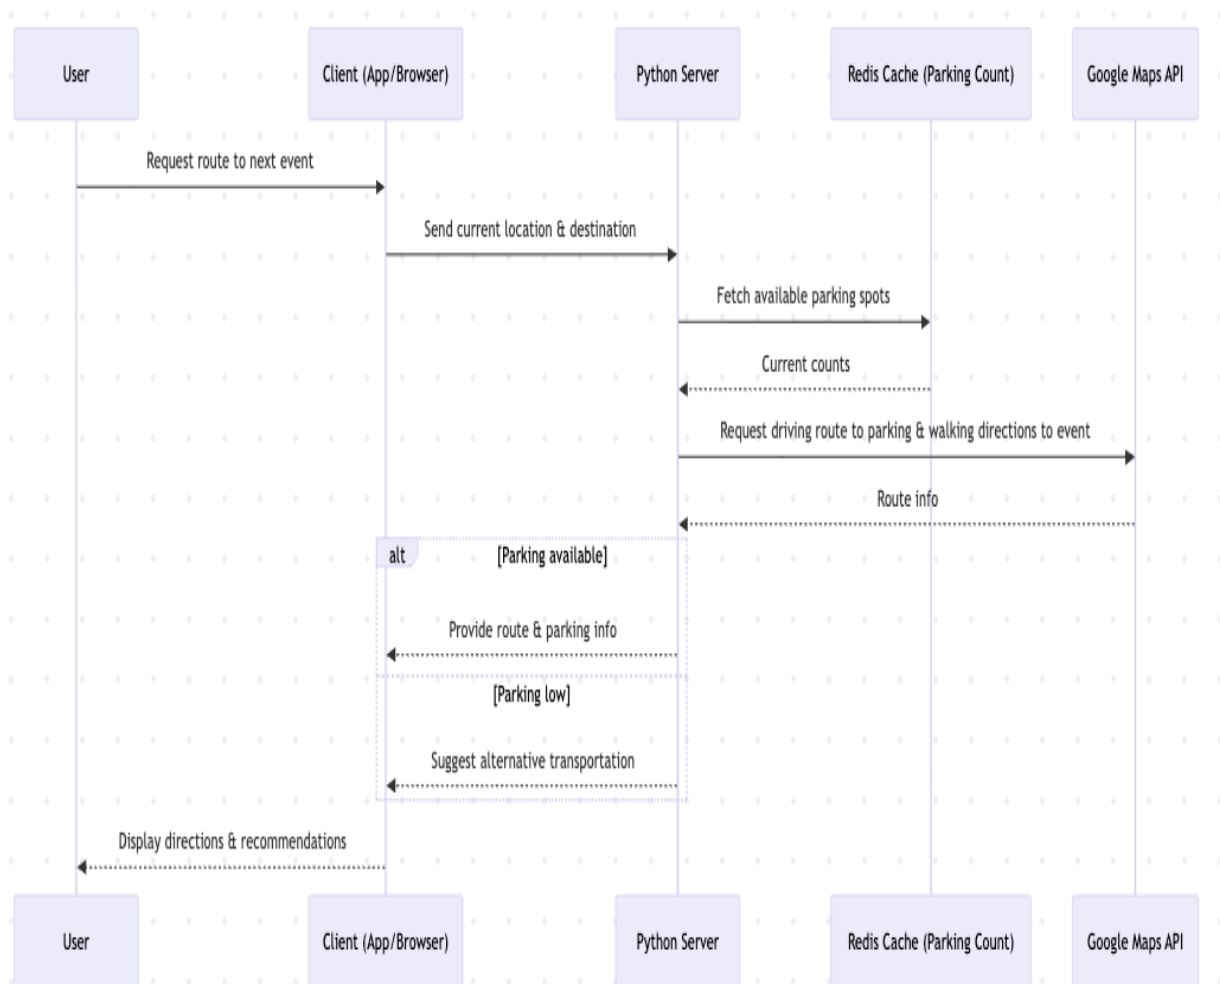 User
Client (App/Browser)
Python Server
Redis Cache (Parking Count)
Google Maps API
Request route to next event
Send current location & destination
Fetch available parking spots
Current counts
Request driving route to parking & walking directions to event
Route info
alt
[Parking available]
Provide route & parking info
[Parking low]
Suggest alternative transportation
Display directions & recommendations
User
Client (App/Browser)
Python Server
Redis Cache (Parking Count)
Google Maps API